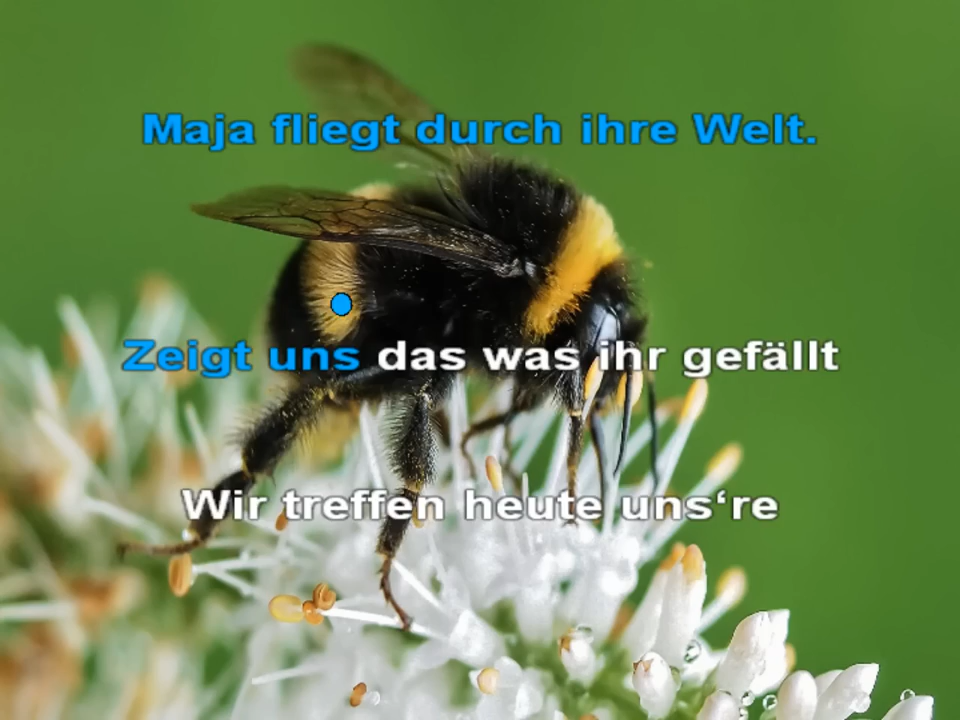 Maja fliegt durch ihre Welt.
Zeigt uns das was ihr gefällt
Wir treffen heute uns‘re